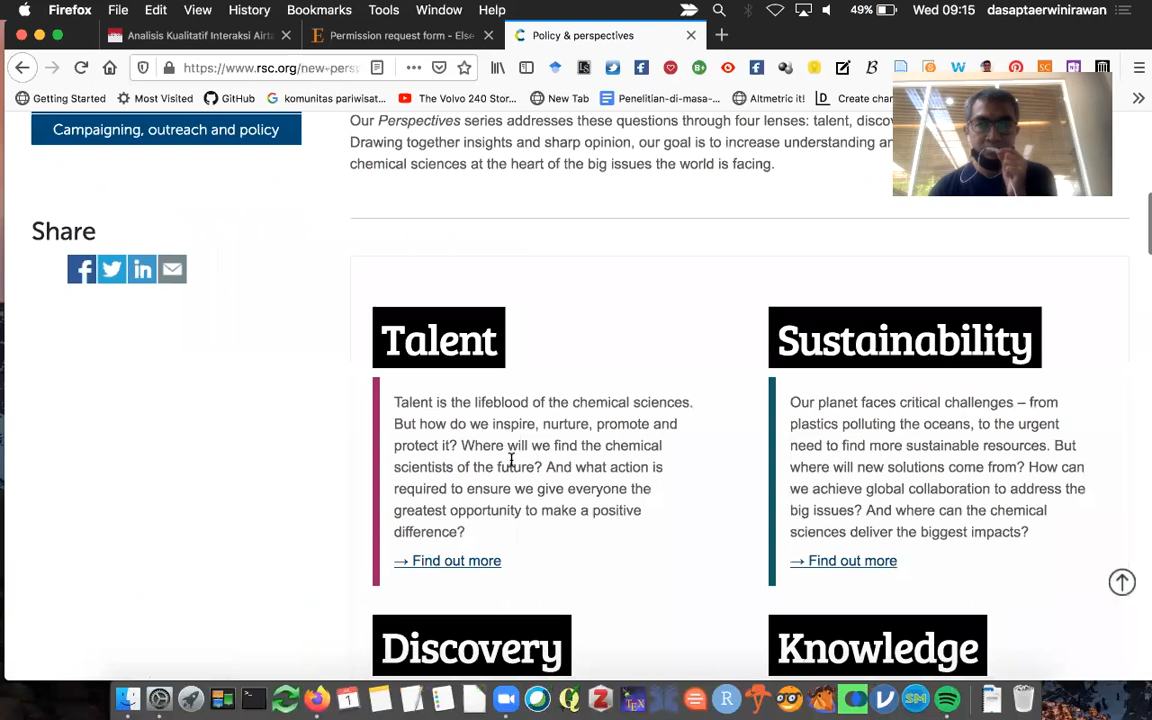 Firefox File Edit View History Bookmarks Tools Window Help 49% Wed 09:15 dasaptaerwinirawan
Analisis Kualitatif Interaksi Airta
Permission request form - Else
Policy & perspectives
https://www.rsc.org/new-persp
Getting Started Most Visited GitHub komunitas pariwisat... The Volvo 240 Stor... New Tab Penelitian-di-masa-... Altmetric it! Create char
Campaigning, outreach and policy
Our Perspectives series addresses these questions through four lenses: talent, discov
Drawing together insights and sharp opinion, our goal is to increase understanding an
chemical sciences at the heart of the big issues the world is facing.
Share
Talent
Talent is the lifeblood of the chemical sciences.
But how do we inspire, nurture, promote and
protect it? Where will we find the chemical
scientists of the future? And what action is
required to ensure we give everyone the
greatest opportunity to make a positive
difference?
→ Find out more
Sustainability
Our planet faces critical challenges – from
plastics polluting the oceans, to the urgent
need to find more sustainable resources. But
where will new solutions come from? How can
we achieve global collaboration to address the
big issues? And where can the chemical
sciences deliver the biggest impacts?
→ Find out more
Discovery
Knowledge